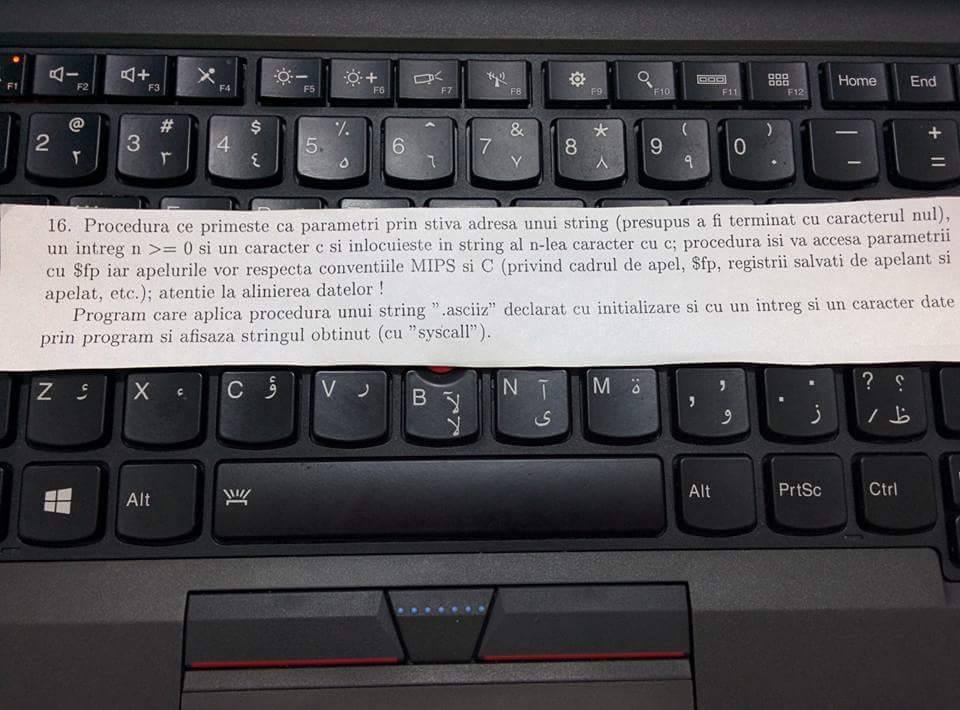 F1 F2 F3 F4 F5 F6 F7 F8 F9 F10 F11 F12 Home End
2 @ ٢ 3 # ٣ 4 $ ٤ 5 ٪ ٥ 6 ^ ٦ 7 & ٧ 8 * ٨ 9 ( ٩ 0 ) ٠ — – + =
16. Procedura ce primeste ca parametri prin stiva adresa unui string (presupus a fi terminat cu caracterul nul),
un intreg n >= 0 si un caracter c si inlocuieste in string al n-lea caracter cu c; procedura isi va accesa parametrii
cu $fp iar apelurile vor respecta conventiile MIPS si C (privind cadrul de apel, $fp, registrii salvati de apelant si
apelat, etc.); atentie la alinierea datelor !
Program care aplica procedura unui string ".asciiz" declarat cu initializare si cu un intreg si un caracter date
prin program si afisaza stringul obtinut (cu "syscall").
Z ئ X ء C ؤ V ر B لآ لا N آ ى M ة , و . ز ? ؟ / ظ
Alt Alt PrtSc Ctrl